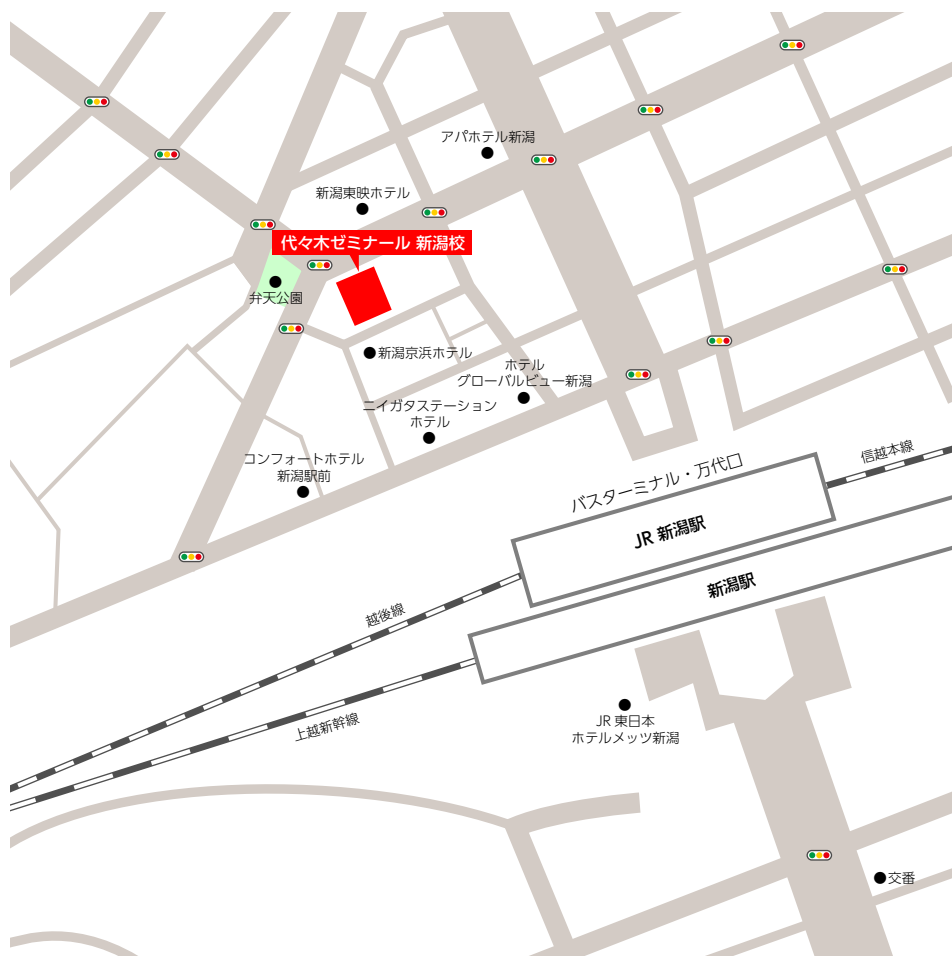 アパホテル新潟
新潟東映ホテル
代々木ゼミナール 新潟校
弁天公園
新潟京浜ホテル
ホテル
グローバルビュー新潟
ニイガタステーション
ホテル
コンフォートホテル
新潟駅前
信越本線
バスターミナル・万代口
JR 新潟駅
新潟駅
越後線
上越新幹線
JR 東日本
ホテルメッツ新潟
交番